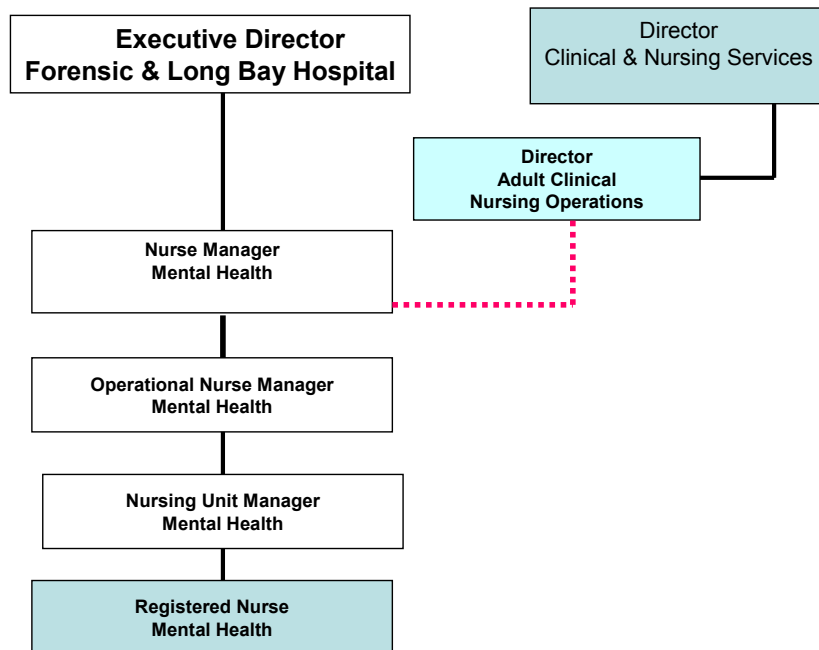 Executive Director
Forensic & Long Bay Hospital
Director
Clinical & Nursing Services
Director
Adult Clinical
Nursing Operations
Nurse Manager
Mental Health
Operational Nurse Manager
Mental Health
Nursing Unit Manager
Mental Health
Registered Nurse
Mental Health